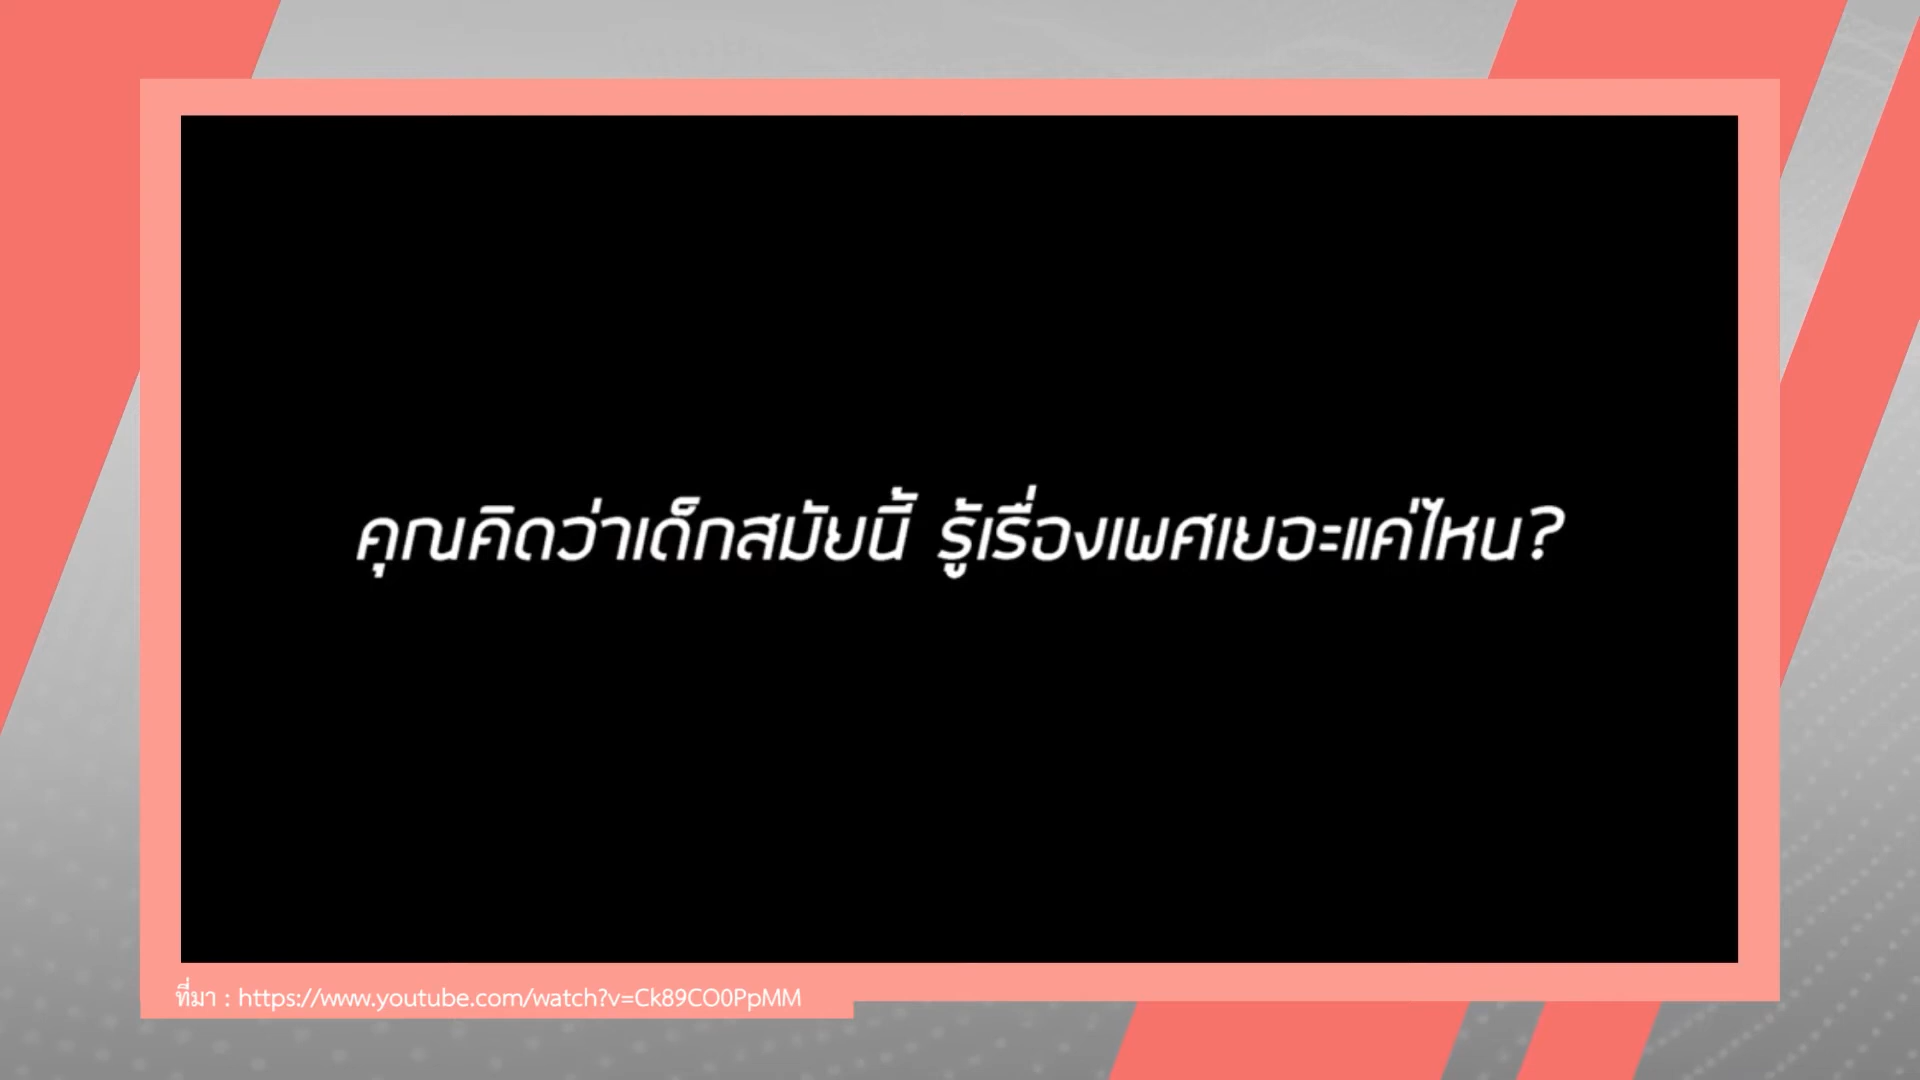 คุณคิดว่าเด็กสมัยนี้ รู้เรื่องเพศเยอะแค่ไหน?
ที่มา : https://www.youtube.com/watch?v=Ck89CO0PpMM